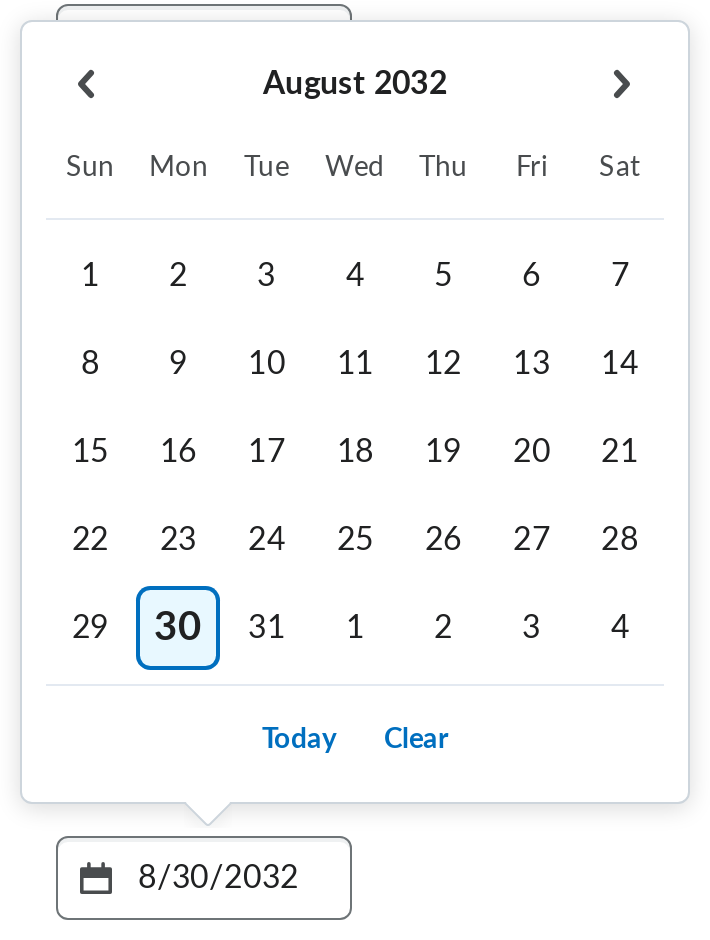 August 2032
Sun Mon Tue Wed Thu Fri Sat
1 2 3 4 5 6 7
8 9 10 11 12 13 14
15 16 17 18 19 20 21
22 23 24 25 26 27 28
29 30 31 1 2 3 4
Today Clear
8/30/2032